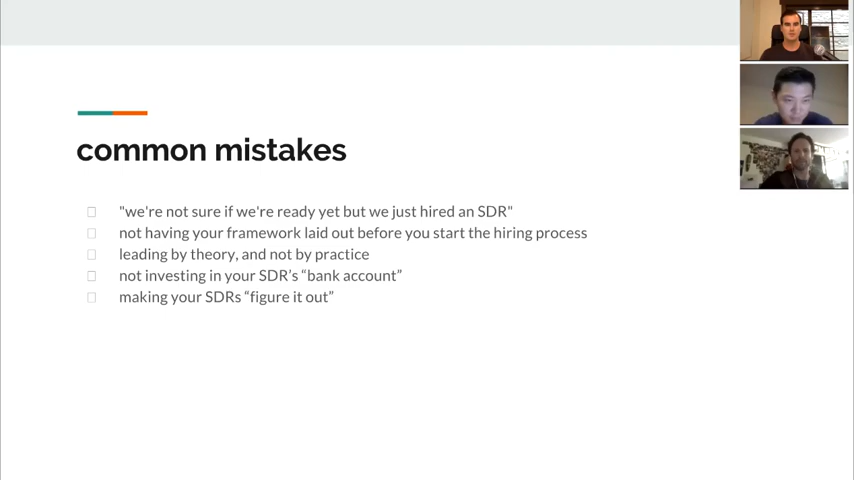 common mistakes
"we're not sure if we're ready yet but we just hired an SDR"
not having your framework laid out before you start the hiring process
leading by theory, and not by practice
not investing in your SDR’s “bank account”
making your SDRs “figure it out”